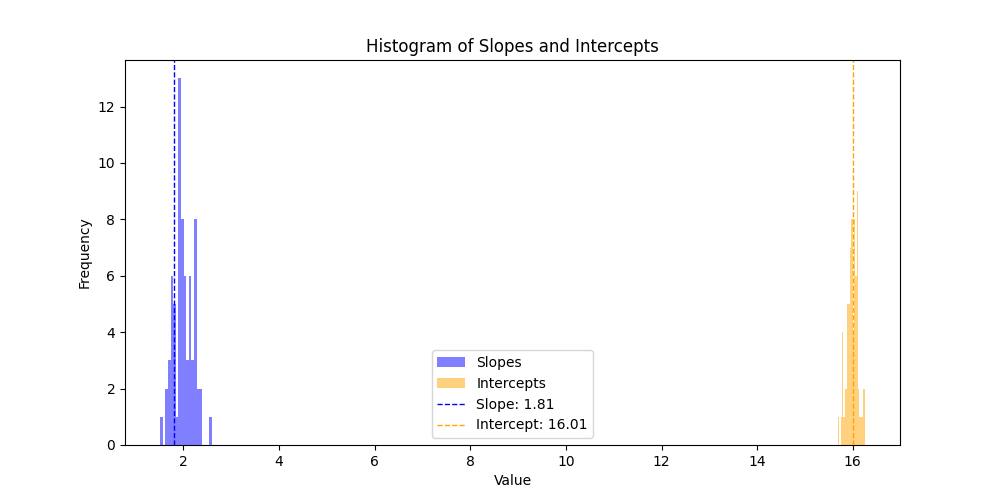 Histogram of Slopes and Intercepts
Frequency
12
10
8
6
4
2
0
2 4 6 8 10 12 14 16
Value
Slopes
Intercepts
Slope: 1.81
Intercept: 16.01